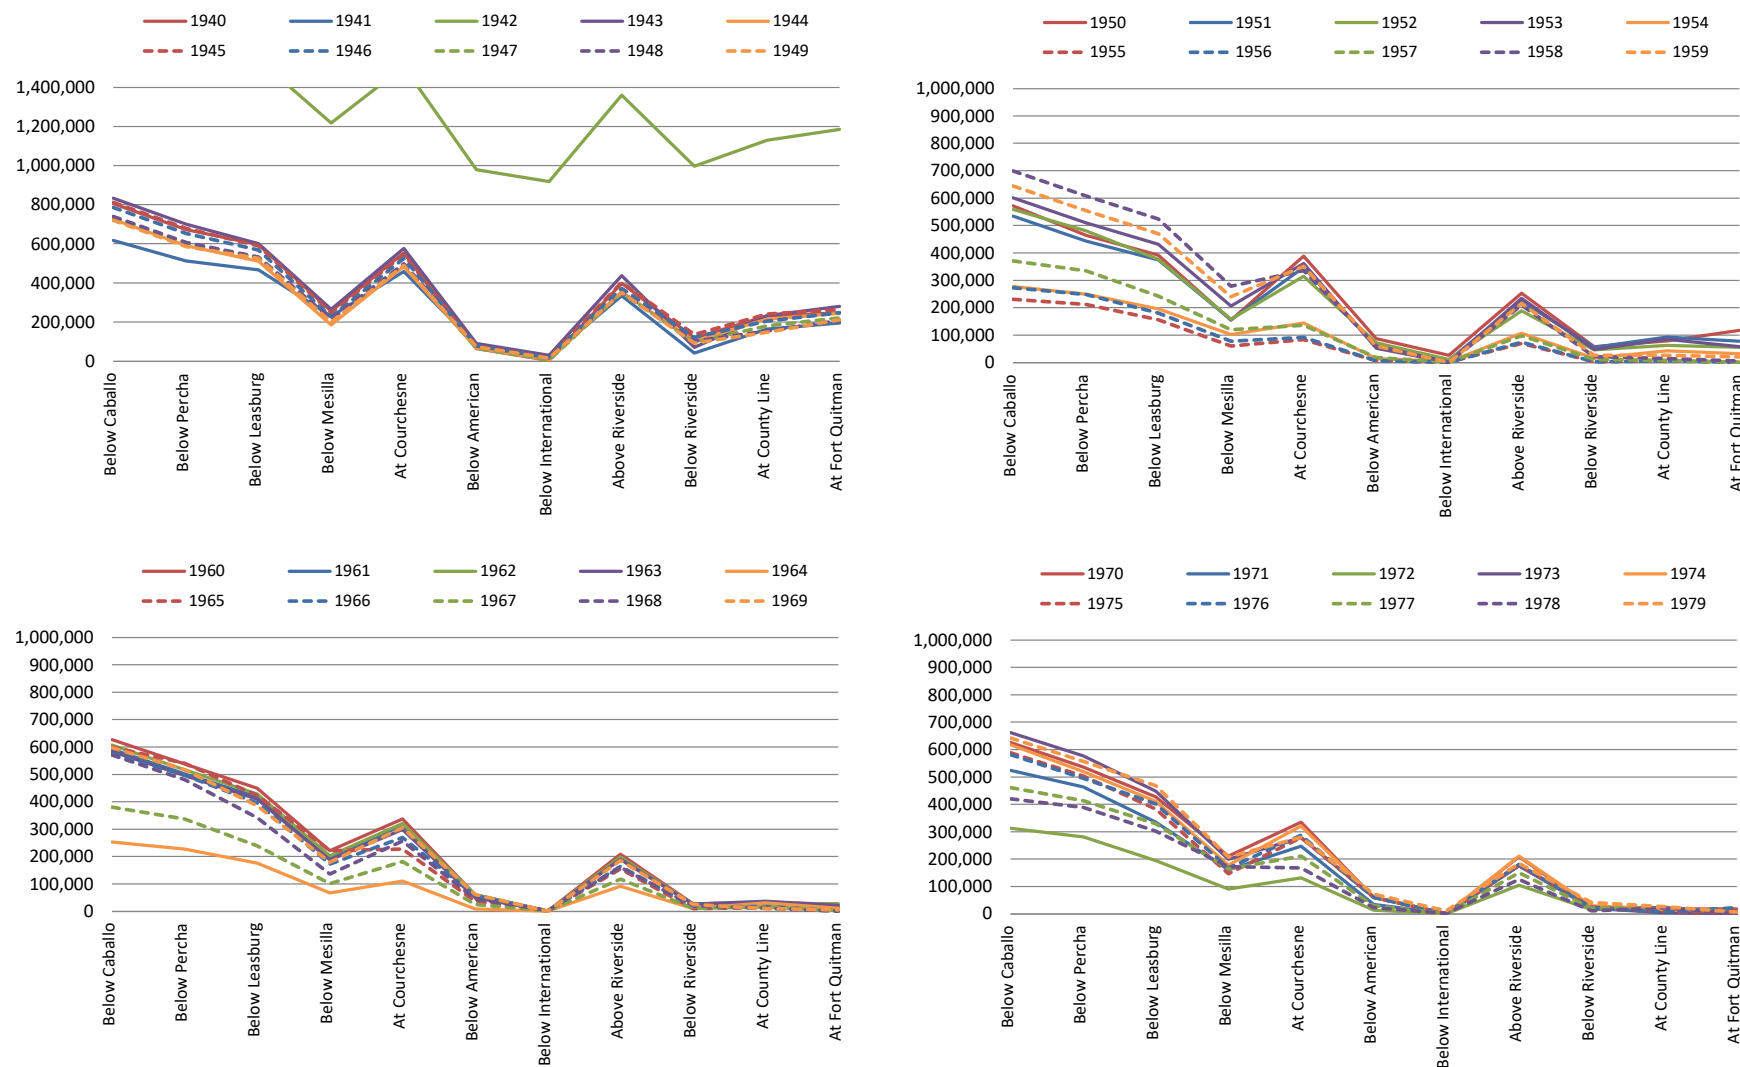 1940 1941 1942 1943 1944
1945 1946 1947 1948 1949
1,400,000
1,200,000
1,000,000
800,000
600,000
400,000
200,000
0
Below Caballo
Below Percha
Below Leasburg
Below Mesilla
At Courchesne
Below American
Below International
Above Riverside
Below Riverside
At County Line
At Fort Quitman
1950 1951 1952 1953 1954
1955 1956 1957 1958 1959
1,000,000
900,000
800,000
700,000
600,000
500,000
400,000
300,000
200,000
100,000
0
Below Caballo
Below Percha
Below Leasburg
Below Mesilla
At Courchesne
Below American
Below International
Above Riverside
Below Riverside
At County Line
At Fort Quitman
1960 1961 1962 1963 1964
1965 1966 1967 1968 1969
1,000,000
900,000
800,000
700,000
600,000
500,000
400,000
300,000
200,000
100,000
0
Below Caballo
Below Percha
Below Leasburg
Below Mesilla
At Courchesne
Below American
Below International
Above Riverside
Below Riverside
At County Line
At Fort Quitman
1970 1971 1972 1973 1974
1975 1976 1977 1978 1979
1,000,000
900,000
800,000
700,000
600,000
500,000
400,000
300,000
200,000
100,000
0
Below Caballo
Below Percha
Below Leasburg
Below Mesilla
At Courchesne
Below American
Below International
Above Riverside
Below Riverside
At County Line
At Fort Quitman